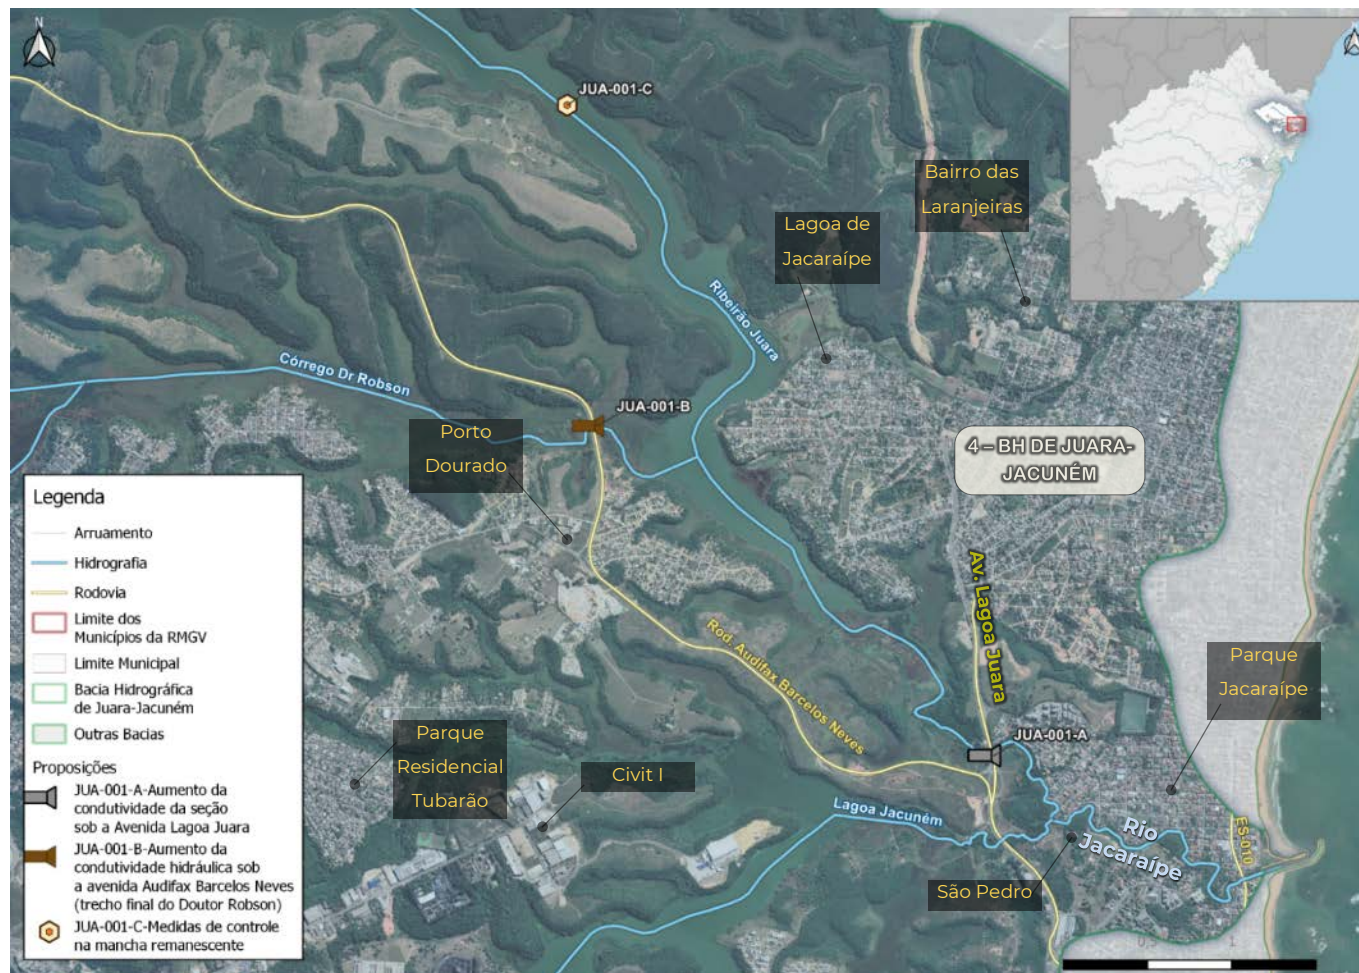 N
JUA-001-C
Bairro das
Laranjeiras
Lagoa de
Jacaraípe
Ribeirão Juara
Córrego Dr Robson
JUA-001-B
Porto
Dourado
4 – BH DE JUARA-
JACUNÉM
Legenda
Arruamento
Hidrografia
Rodovia
Limite dos
Municípios da RMGV
Limite Municipal
Bacia Hidrográfica
de Juara-Jacuném
Outras Bacias
Proposições
JUA-001-A-Aumento da
condutividade da seção
sob a Avenida Lagoa Juara
JUA-001-B-Aumento da
condutividade hidráulica sob
a avenida Audifax Barcelos Neves
(trecho final do Doutor Robson)
JUA-001-C-Medidas de controle
na mancha remanescente
Av. Lagoa Juara
Rod. Audifax Barcelos Neves
Parque
Jacaraípe
JUA-001-A
Parque
Residencial
Tubarão
Civit I
Lagoa Jacuném
Rio
Jacaraípe
ES-010
São Pedro
0,5
1